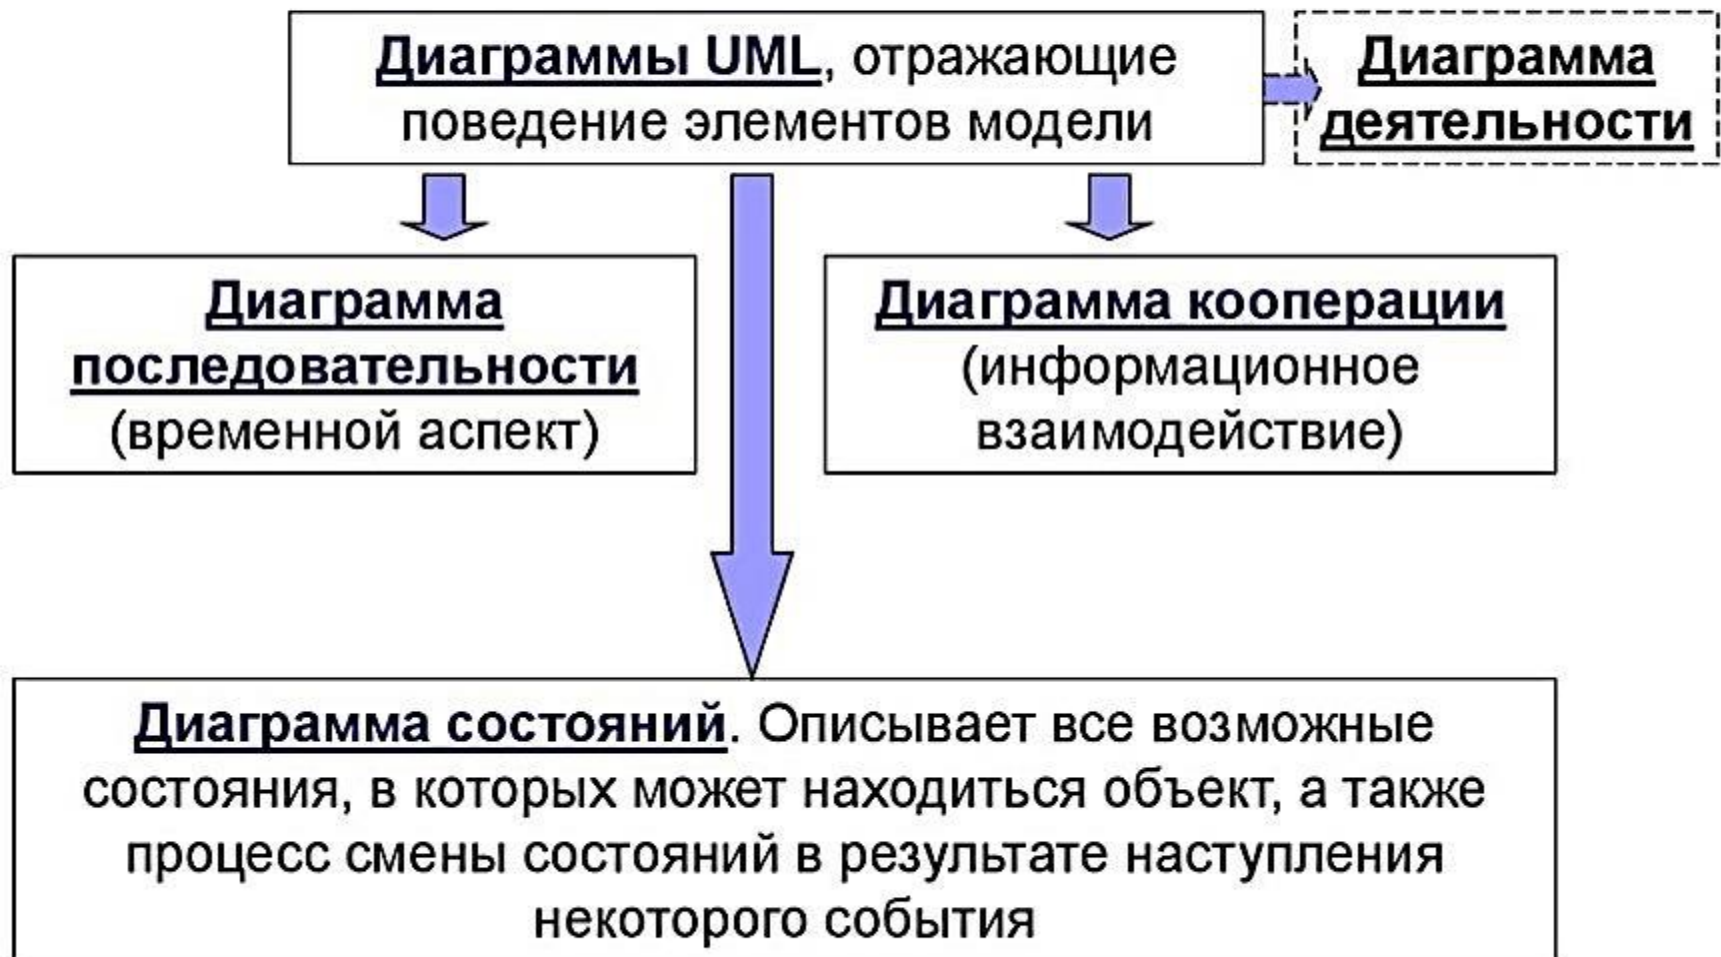 Диаграммы UML, отражающие
поведение элементов модели
Диаграмма
деятельности
Диаграмма
последовательности
(временной аспект)
Диаграмма кооперации
(информационное
взаимодействие)
Диаграмма состояний. Описывает все возможные
состояния, в которых может находиться объект, а также
процесс смены состояний в результате наступления
некоторого события